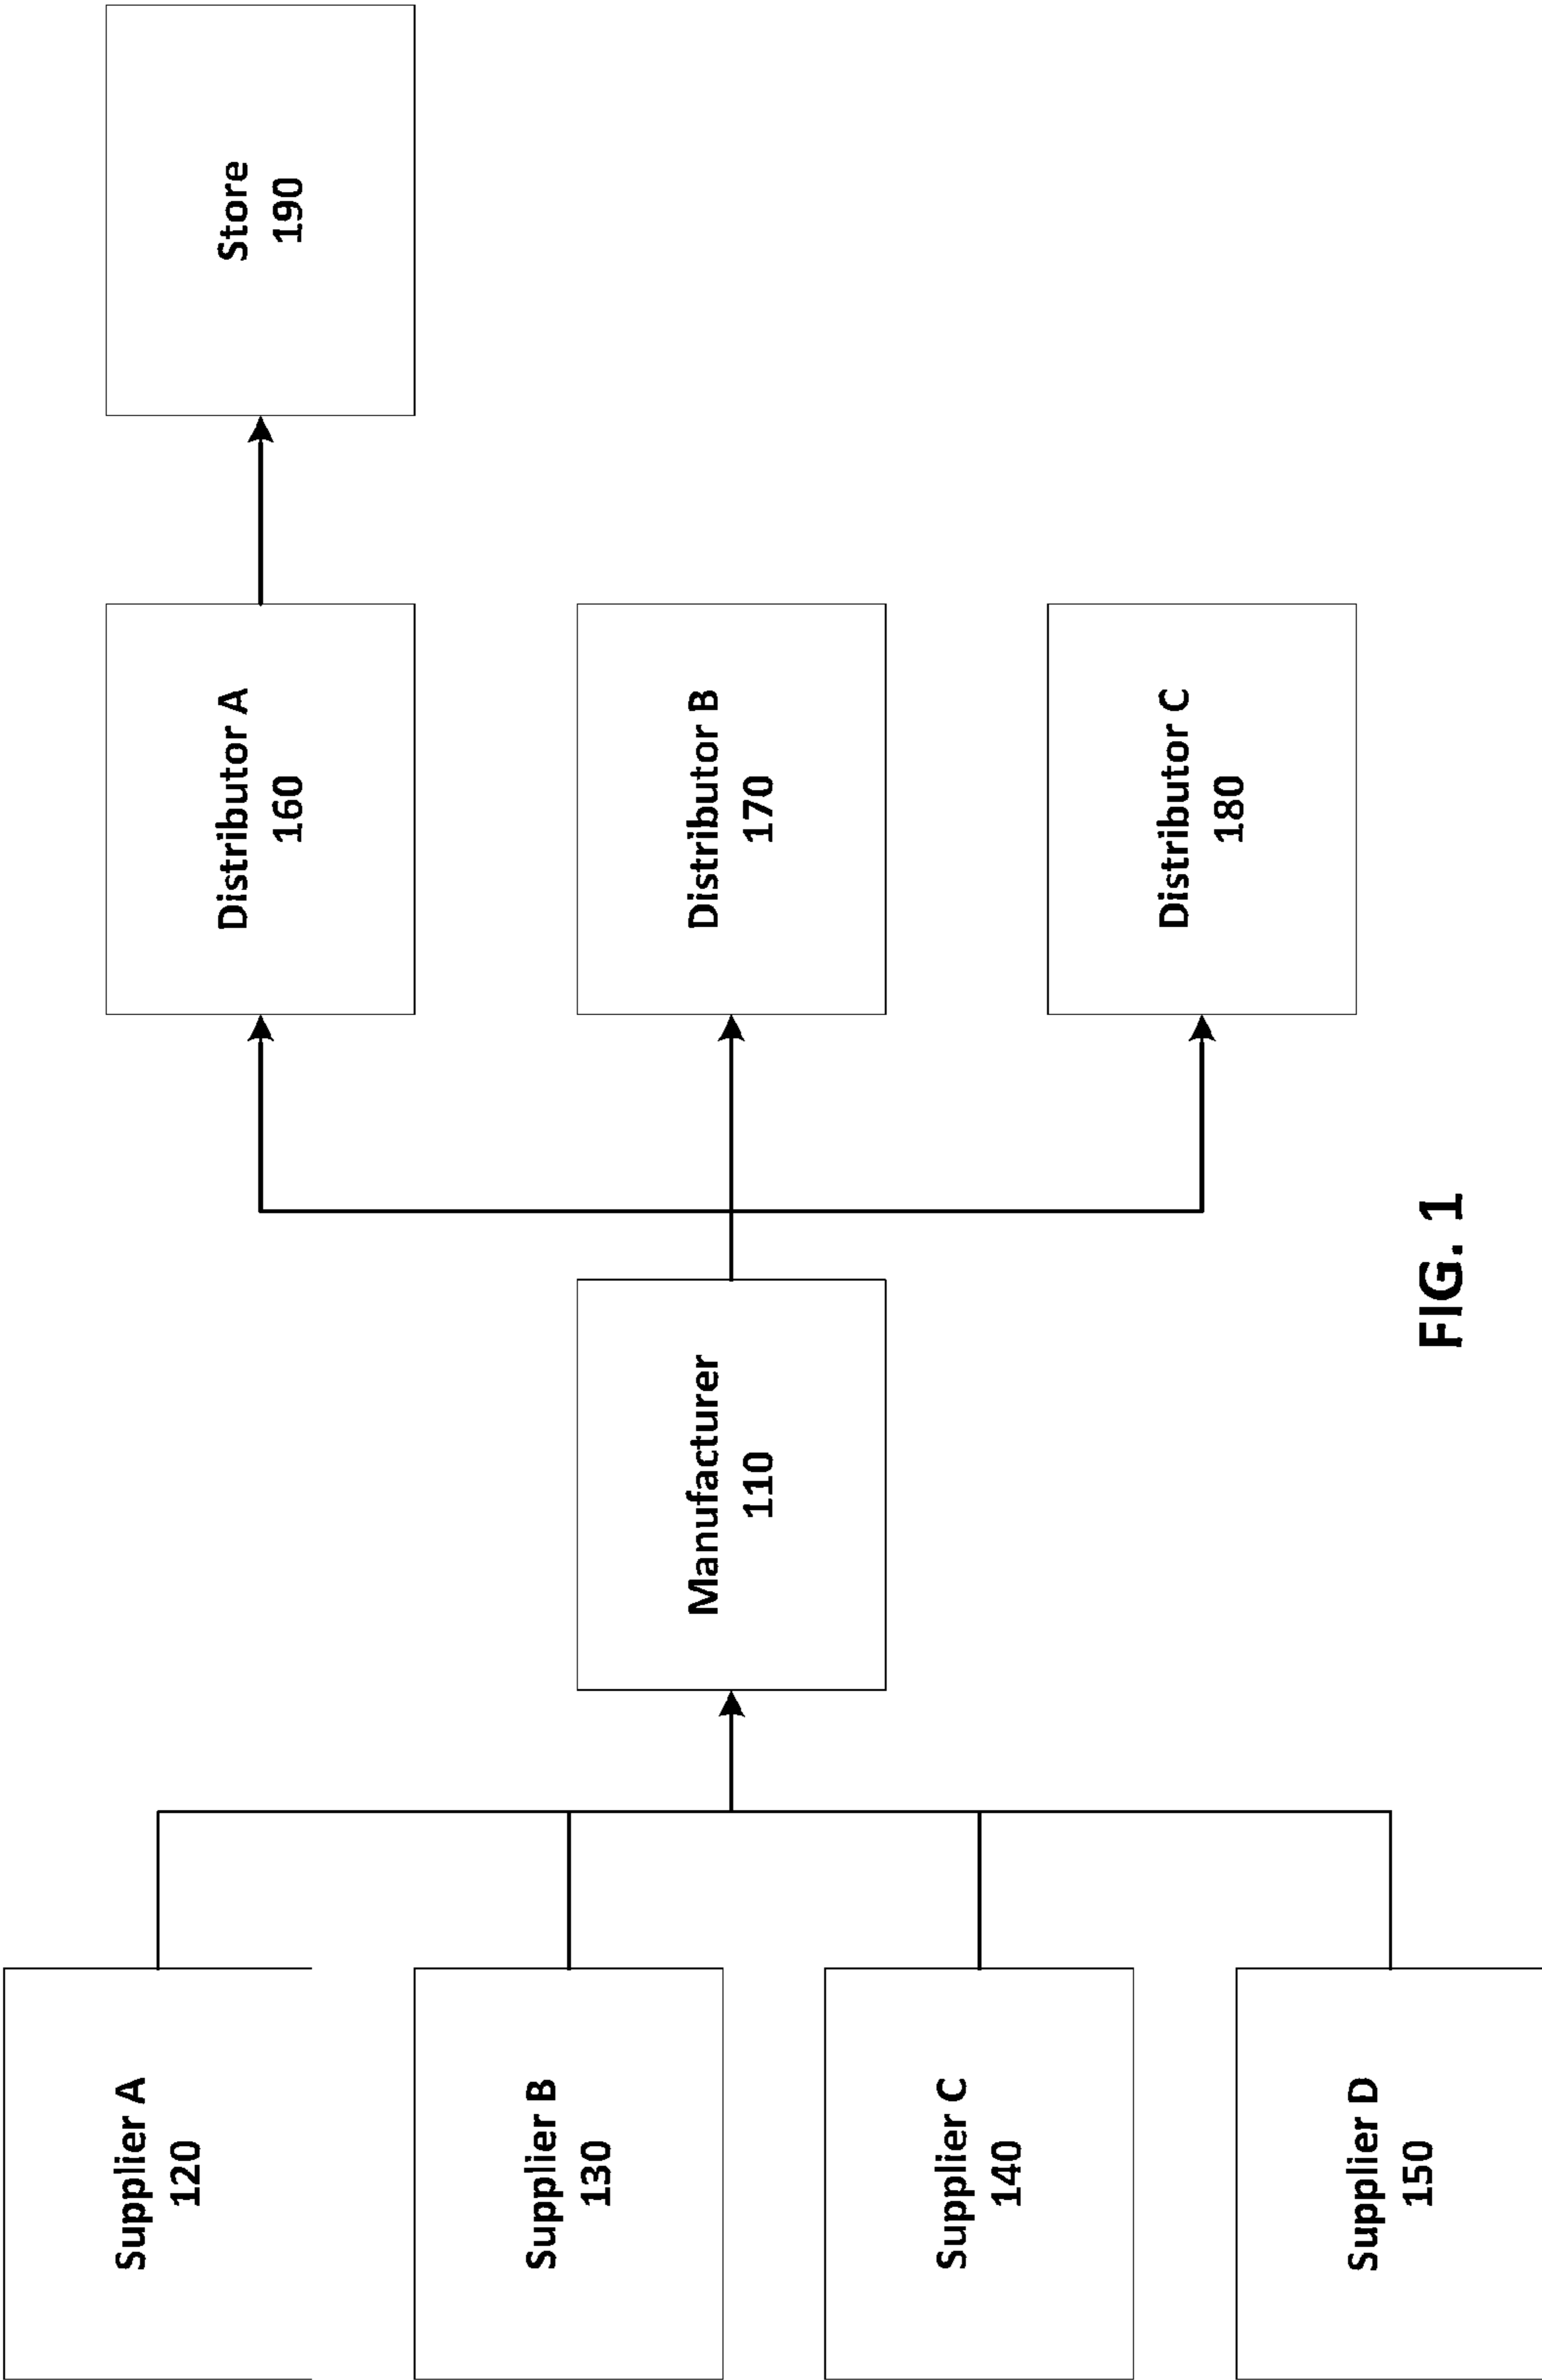 Supplier A
120
Supplier B
130
Supplier C
140
Supplier D
150
Manufacturer
110
Distributor A
160
Distributor B
170
Distributor C
180
Store
190
FIG. 1